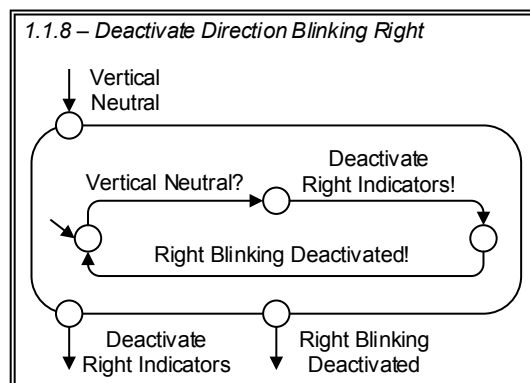 1.1.8 – Deactivate Direction Blinking Right
Vertical
Neutral
Deactivate
Right Indicators!
Vertical Neutral?
Right Blinking Deactivated!
Deactivate
Right Indicators
Right Blinking
Deactivated